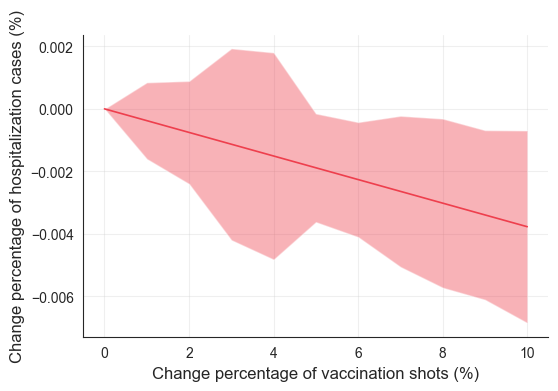 Change percentage of hospitalization cases (%)
0.002
0.000
−0.002
−0.004
−0.006
0 2 4 6 8 10
Change percentage of vaccination shots (%)